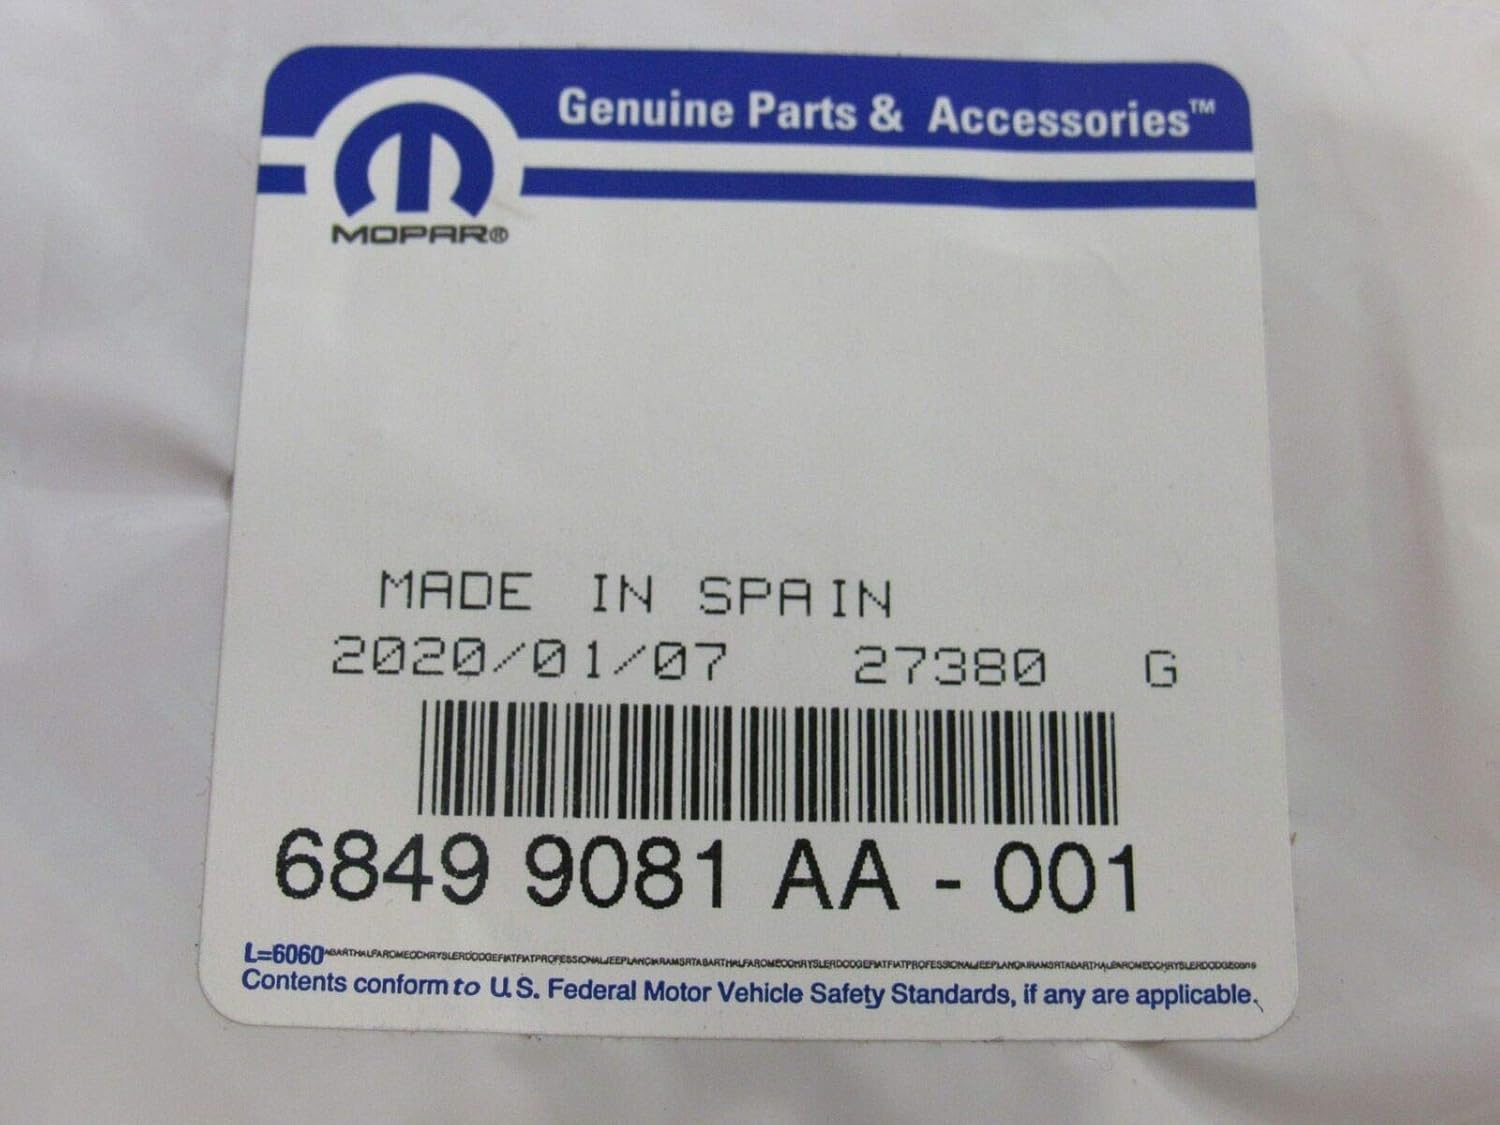 Genuine Parts & Accessories™
MOPAR®
MADE IN SPAIN
2020/01/07 27380 G
6849 9081 AA - 001
L=6060
Contents conform to U.S. Federal Motor Vehicle Safety Standards, if any are applicable.